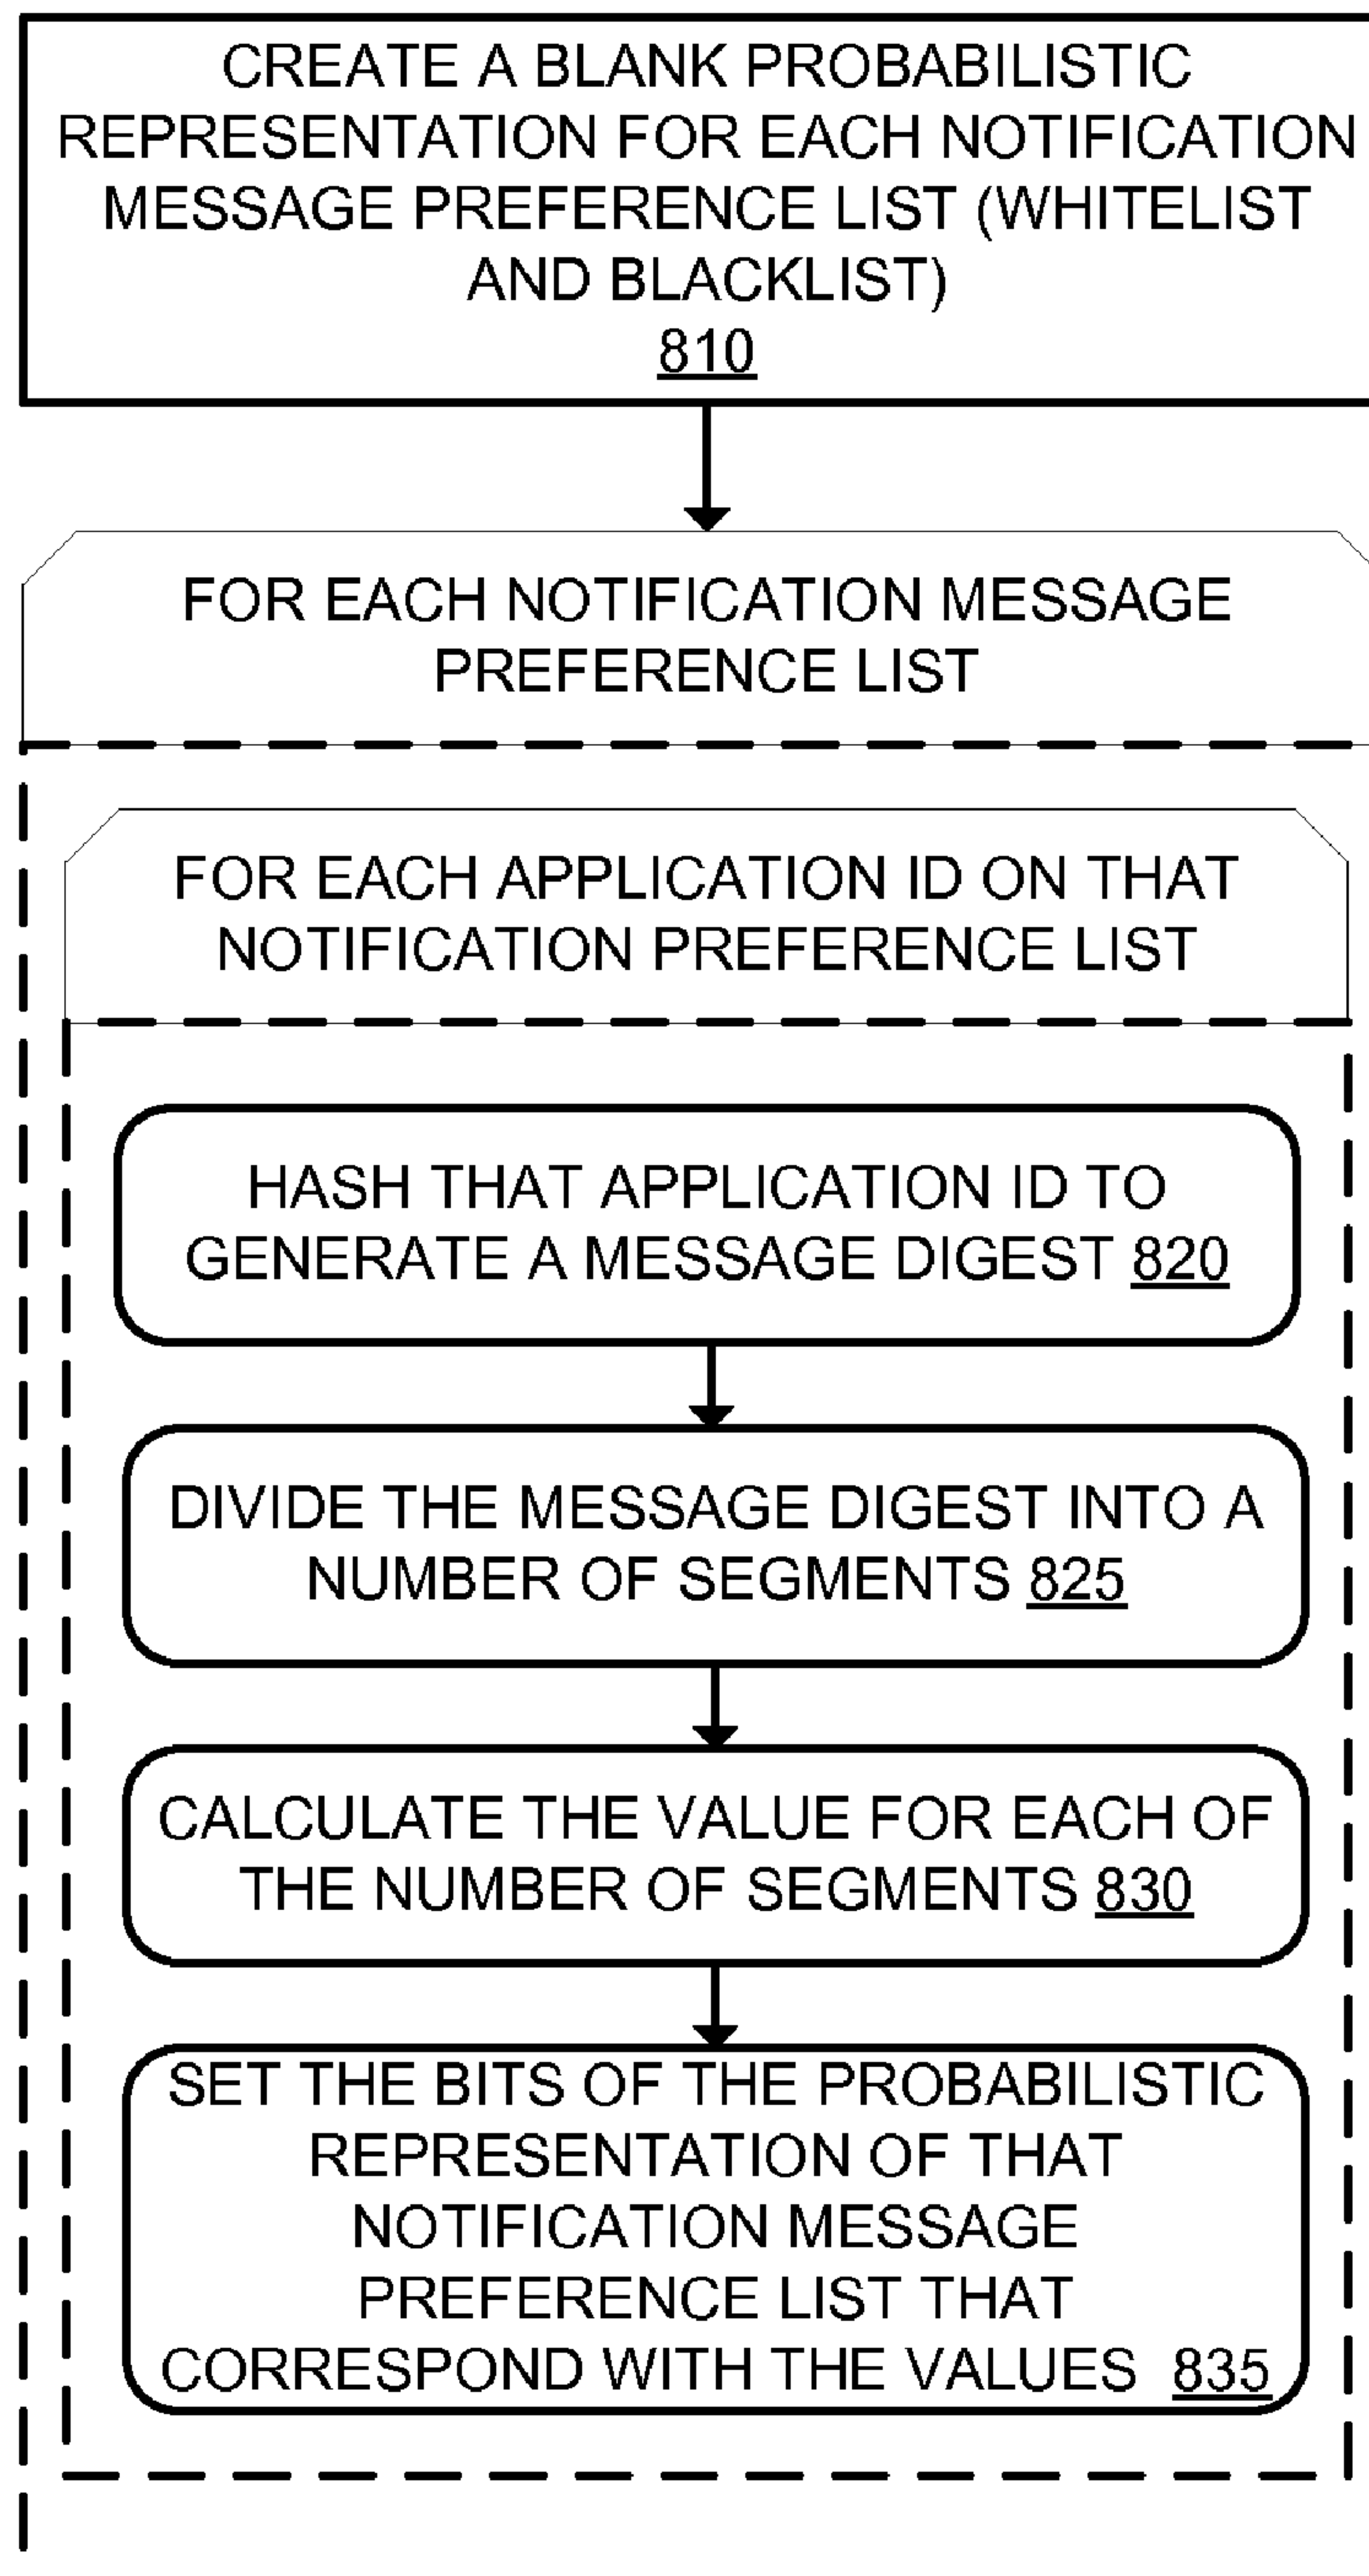 CREATE A BLANK PROBABILISTIC
REPRESENTATION FOR EACH NOTIFICATION
MESSAGE PREFERENCE LIST (WHITELIST
AND BLACKLIST)
810
FOR EACH NOTIFICATION MESSAGE
PREFERENCE LIST
FOR EACH APPLICATION ID ON THAT
NOTIFICATION PREFERENCE LIST
HASH THAT APPLICATION ID TO
GENERATE A MESSAGE DIGEST 820
DIVIDE THE MESSAGE DIGEST INTO A
NUMBER OF SEGMENTS 825
CALCULATE THE VALUE FOR EACH OF
THE NUMBER OF SEGMENTS 830
SET THE BITS OF THE PROBABILISTIC
REPRESENTATION OF THAT
NOTIFICATION MESSAGE
PREFERENCE LIST THAT
CORRESPOND WITH THE VALUES 835